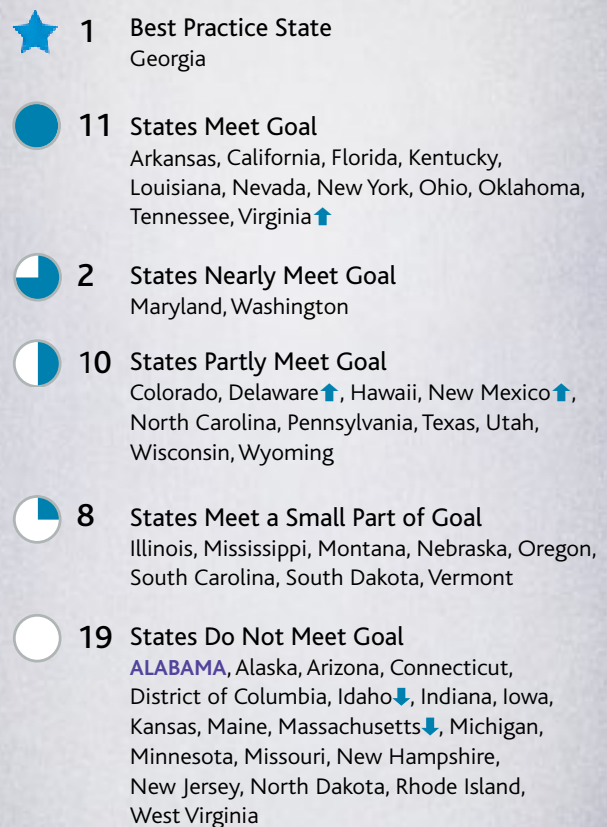 1 Best Practice State
Georgia
11 States Meet Goal
Arkansas, California, Florida, Kentucky,
Louisiana, Nevada, New York, Ohio, Oklahoma,
Tennessee, Virginia⬆
2 States Nearly Meet Goal
Maryland, Washington
10 States Partly Meet Goal
Colorado, Delaware⬆, Hawaii, New Mexico⬆,
North Carolina, Pennsylvania, Texas, Utah,
Wisconsin, Wyoming
8 States Meet a Small Part of Goal
Illinois, Mississippi, Montana, Nebraska, Oregon,
South Carolina, South Dakota, Vermont
19 States Do Not Meet Goal
ALABAMA, Alaska, Arizona, Connecticut,
District of Columbia, Idaho⬇, Indiana, Iowa,
Kansas, Maine, Massachusetts⬇, Michigan,
Minnesota, Missouri, New Hampshire,
New Jersey, North Dakota, Rhode Island,
West Virginia